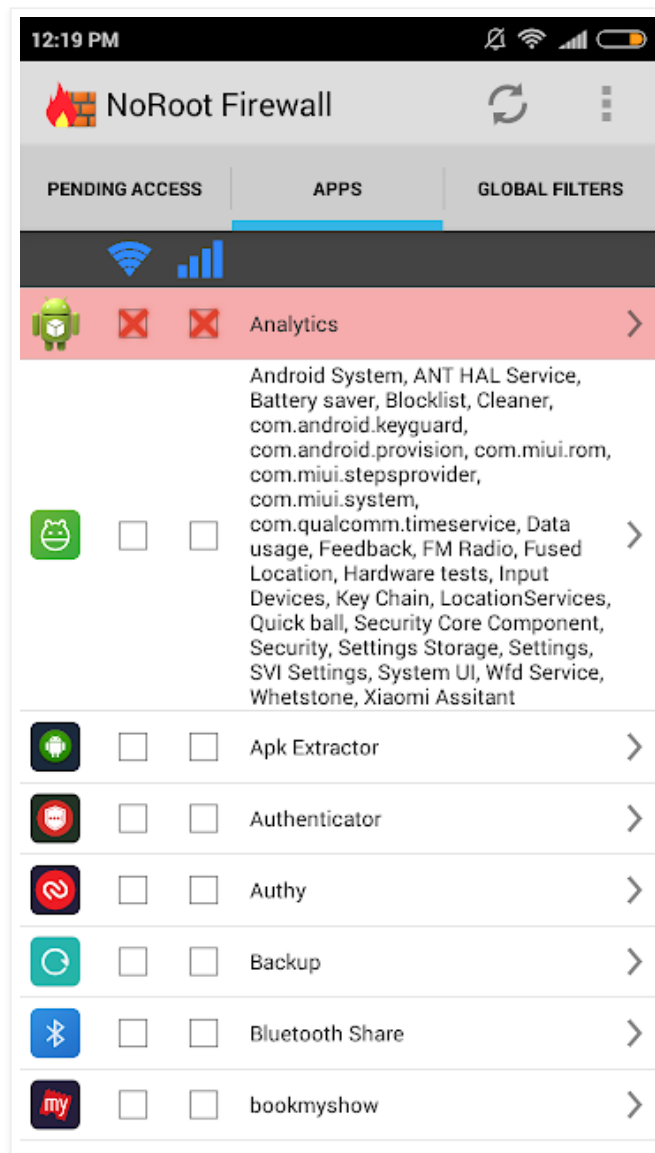 12:19 PM
NoRoot Firewall
PENDING ACCESS
APPS
GLOBAL FILTERS
Analytics
Android System, ANT HAL Service,
Battery saver, Blocklist, Cleaner,
com.android.keyguard,
com.android.provision, com.miui.rom,
com.miui.stepsprovider,
com.miui.system,
com.qualcomm.timeservice, Data
usage, Feedback, FM Radio, Fused
Location, Hardware tests, Input
Devices, Key Chain, LocationServices,
Quick ball, Security Core Component,
Security, Settings Storage, Settings,
SVI Settings, System UI, Wfd Service,
Whetstone, Xiaomi Assitant
Apk Extractor
Authenticator
Authy
Backup
Bluetooth Share
my
bookmyshow